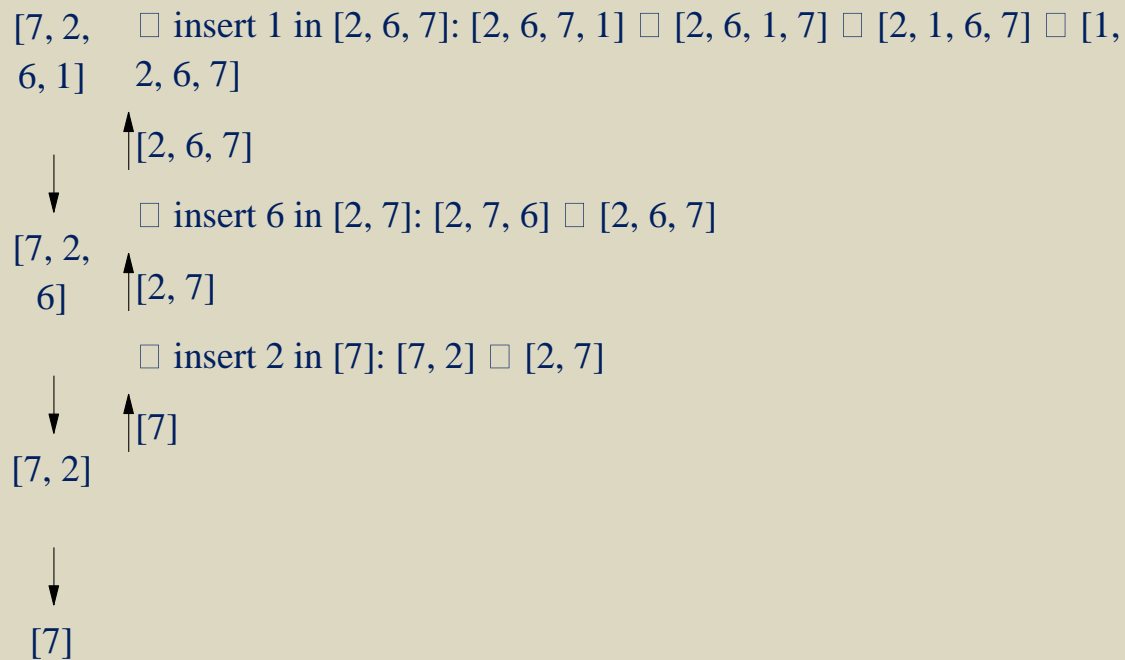 [7, 2,
6, 1]
□ insert 1 in [2, 6, 7]: [2, 6, 7, 1] □ [2, 6, 1, 7] □ [2, 1, 6, 7] □ [1,
2, 6, 7]
[2, 6, 7]
□ insert 6 in [2, 7]: [2, 7, 6] □ [2, 6, 7]
[7, 2,
6]
[2, 7]
□ insert 2 in [7]: [7, 2] □ [2, 7]
[7]
[7, 2]
[7]